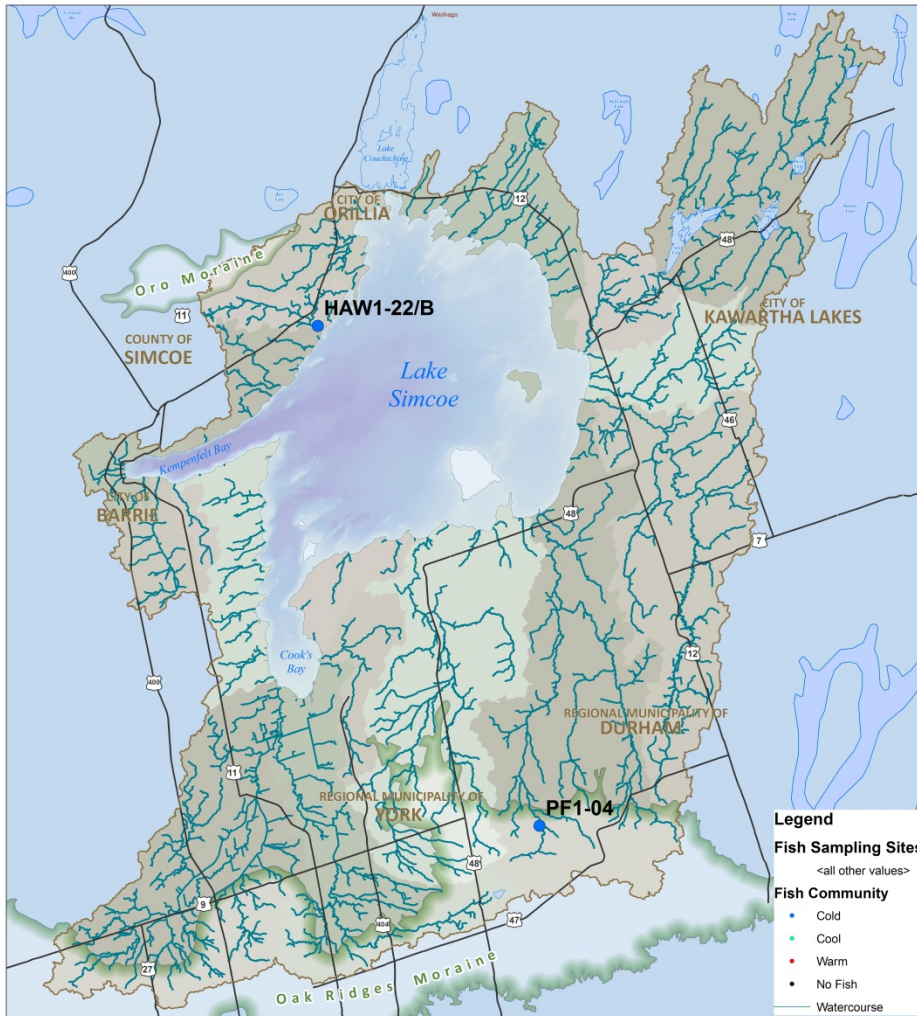 Washago
Lake
Couchiching
CITY OF
ORILLIA
12
48
400
Oro Moraine
11
COUNTY OF
SIMCOE
HAW1-22/B
CITY OF
KAWARTHA LAKES
Lake
Simcoe
46
Kempenfelt Bay
CITY OF
BARRIE
48
7
Cook's
Bay
400
12
11
REGIONAL MUNICIPALITY OF
DURHAM
REGIONAL MUNICIPALITY OF
YORK
PF1-04
48
9
404
47
27
Oak Ridges Moraine
Legend
Fish Sampling Sites
<all other values>
Fish Community
Cold
Cool
Warm
No Fish
Watercourse